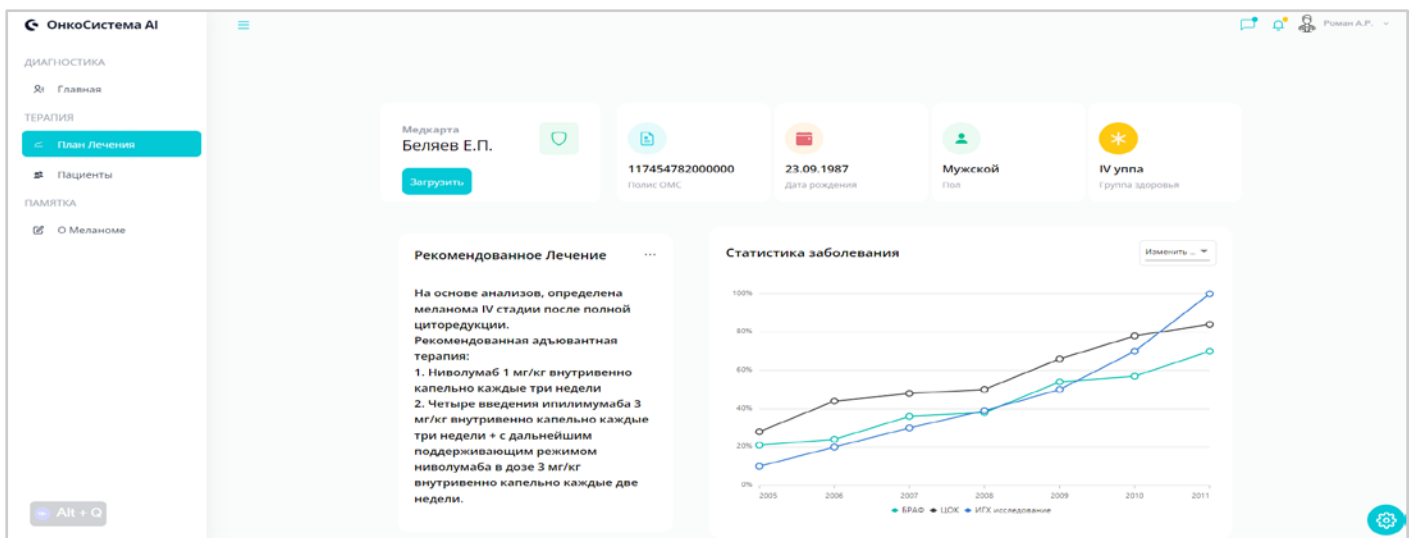 ОнкоСистема AI
Роман А.Р.
ДИАГНОСТИКА
Главная
ТЕРАПИЯ
План Лечения
Пациенты
ПАМЯТКА
О Меланоме
Alt + Q
Медкарта
Беляев Е.П.
Загрузить
117454782000000
Полис ОМС
23.09.1987
Дата рождения
Мужской
Пол
IV уппа
Группа здоровья
Рекомендованное Лечение
...
На основе анализов, определена
меланома IV стадии после полной
циторедукции.
Рекомендованная адъювантная
терапия:
1. Ниволумаб 1 мг/кг внутривенно
капельно каждые три недели
2. Четыре введения ипилимумаба 3
мг/кг внутривенно капельно каждые
три недели + с дальнейшим
поддерживающим режимом
ниволумаба в дозе 3 мг/кг
внутривенно капельно каждые две
недели.
Статистика заболевания
Изменить ...
100%
80%
60%
40%
20%
0%
2005 2006 2007 2008 2009 2010 2011
БРАФ ЦОК ИГХ исследование